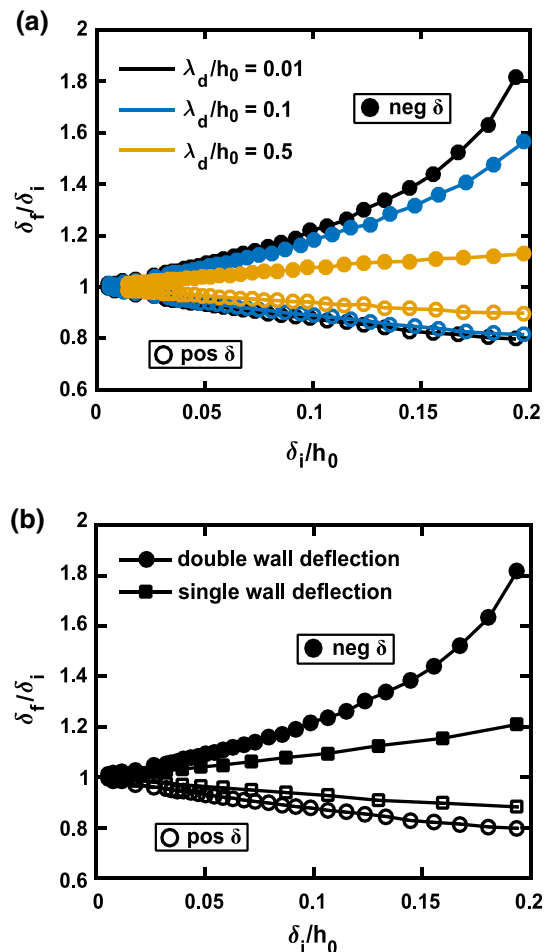 (a)
2
1.8
1.6
1.4
1.2
1
0.8
0.6
δf/δi
λd/h0 = 0.01
λd/h0 = 0.1
λd/h0 = 0.5
neg δ
pos δ
0 0.05 0.1 0.15 0.2
δi/h0
(b)
2
1.8
1.6
1.4
1.2
1
0.8
0.6
δf/δi
double wall deflection
single wall deflection
neg δ
pos δ
0 0.05 0.1 0.15 0.2
δi/h0